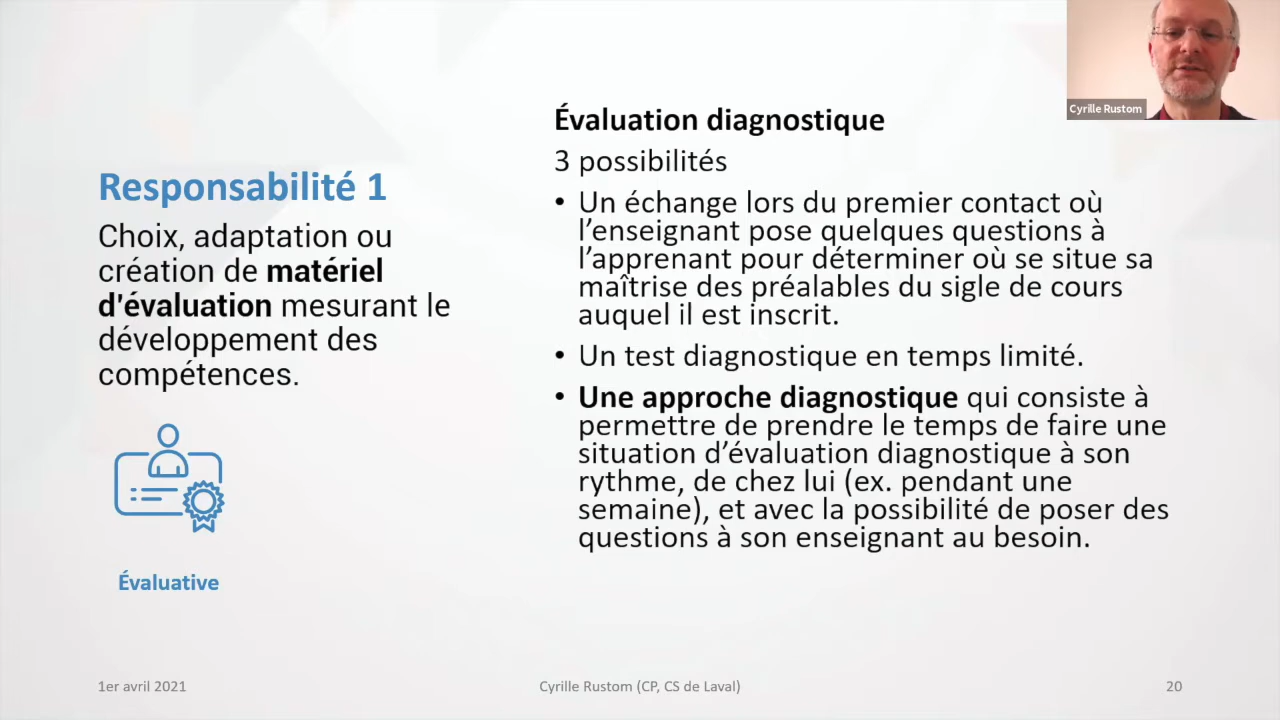 Cyrille Rustom
Responsabilité 1
Choix, adaptation ou
création de matériel
d'évaluation mesurant le
développement des
compétences.
Évaluative
Évaluation diagnostique
3 possibilités
• Un échange lors du premier contact où
l’enseignant pose quelques questions à
l’apprenant pour déterminer où se situe sa
maîtrise des préalables du sigle de cours
auquel il est inscrit.
• Un test diagnostique en temps limité.
• Une approche diagnostique qui consiste à
permettre de prendre le temps de faire une
situation d’évaluation diagnostique à son
rythme, de chez lui (ex. pendant une
semaine), et avec la possibilité de poser des
questions à son enseignant au besoin.
1er avril 2021
Cyrille Rustom (CP, CS de Laval)
20